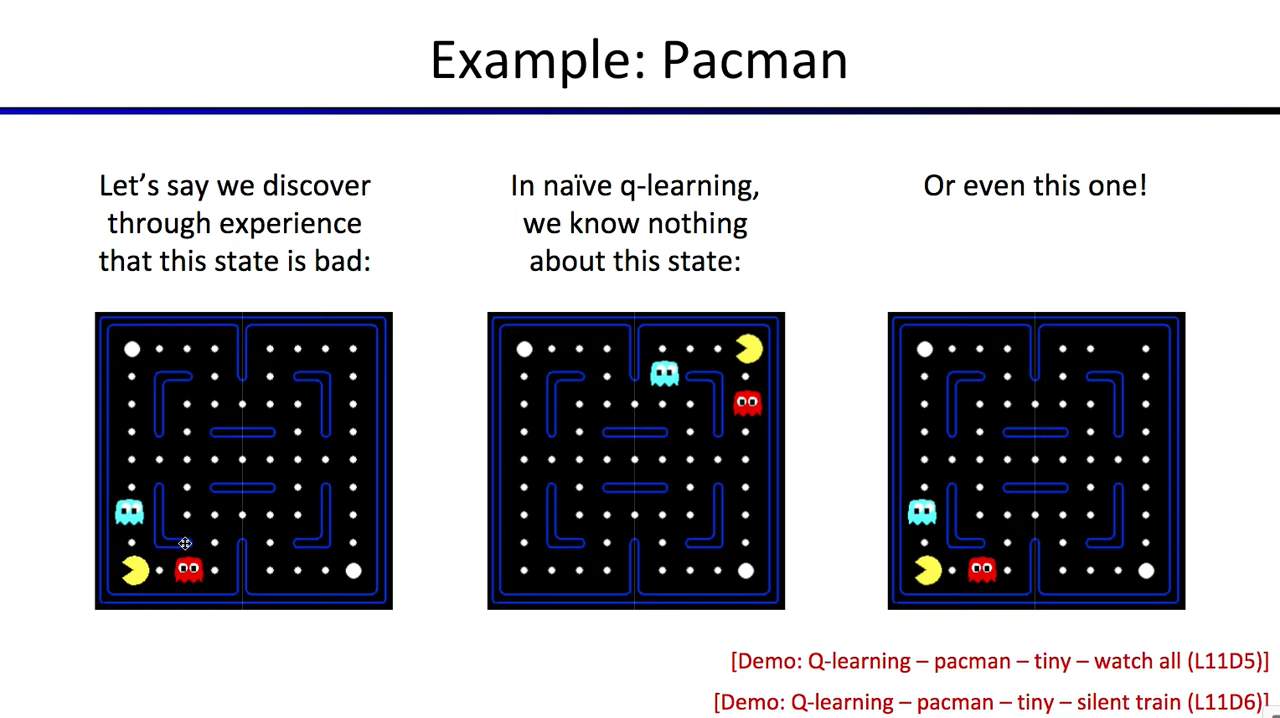 Example: Pacman
Let’s say we discover
through experience
that this state is bad:
In naïve q-learning,
we know nothing
about this state:
Or even this one!
[Demo: Q-learning – pacman – tiny – watch all (L11D5)]
[Demo: Q-learning – pacman – tiny – silent train (L11D6)]